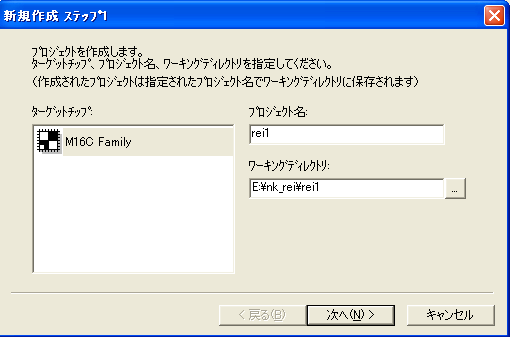 新規作成 ステップ1
プロジェクトを作成します。
ターゲットチップ、プロジェクト名、ワーキングディレクトリを指定してください。
(作成されたプロジェクトは指定されたプロジェクト名でワーキングディレクトリに保存されます)
ターゲットチップ:
M16C Family
プロジェクト名:
rei1
ワーキングディレクトリ:
E:¥nk_rei¥rei1
...
< 戻る(B)
次へ(N) >
キャンセル